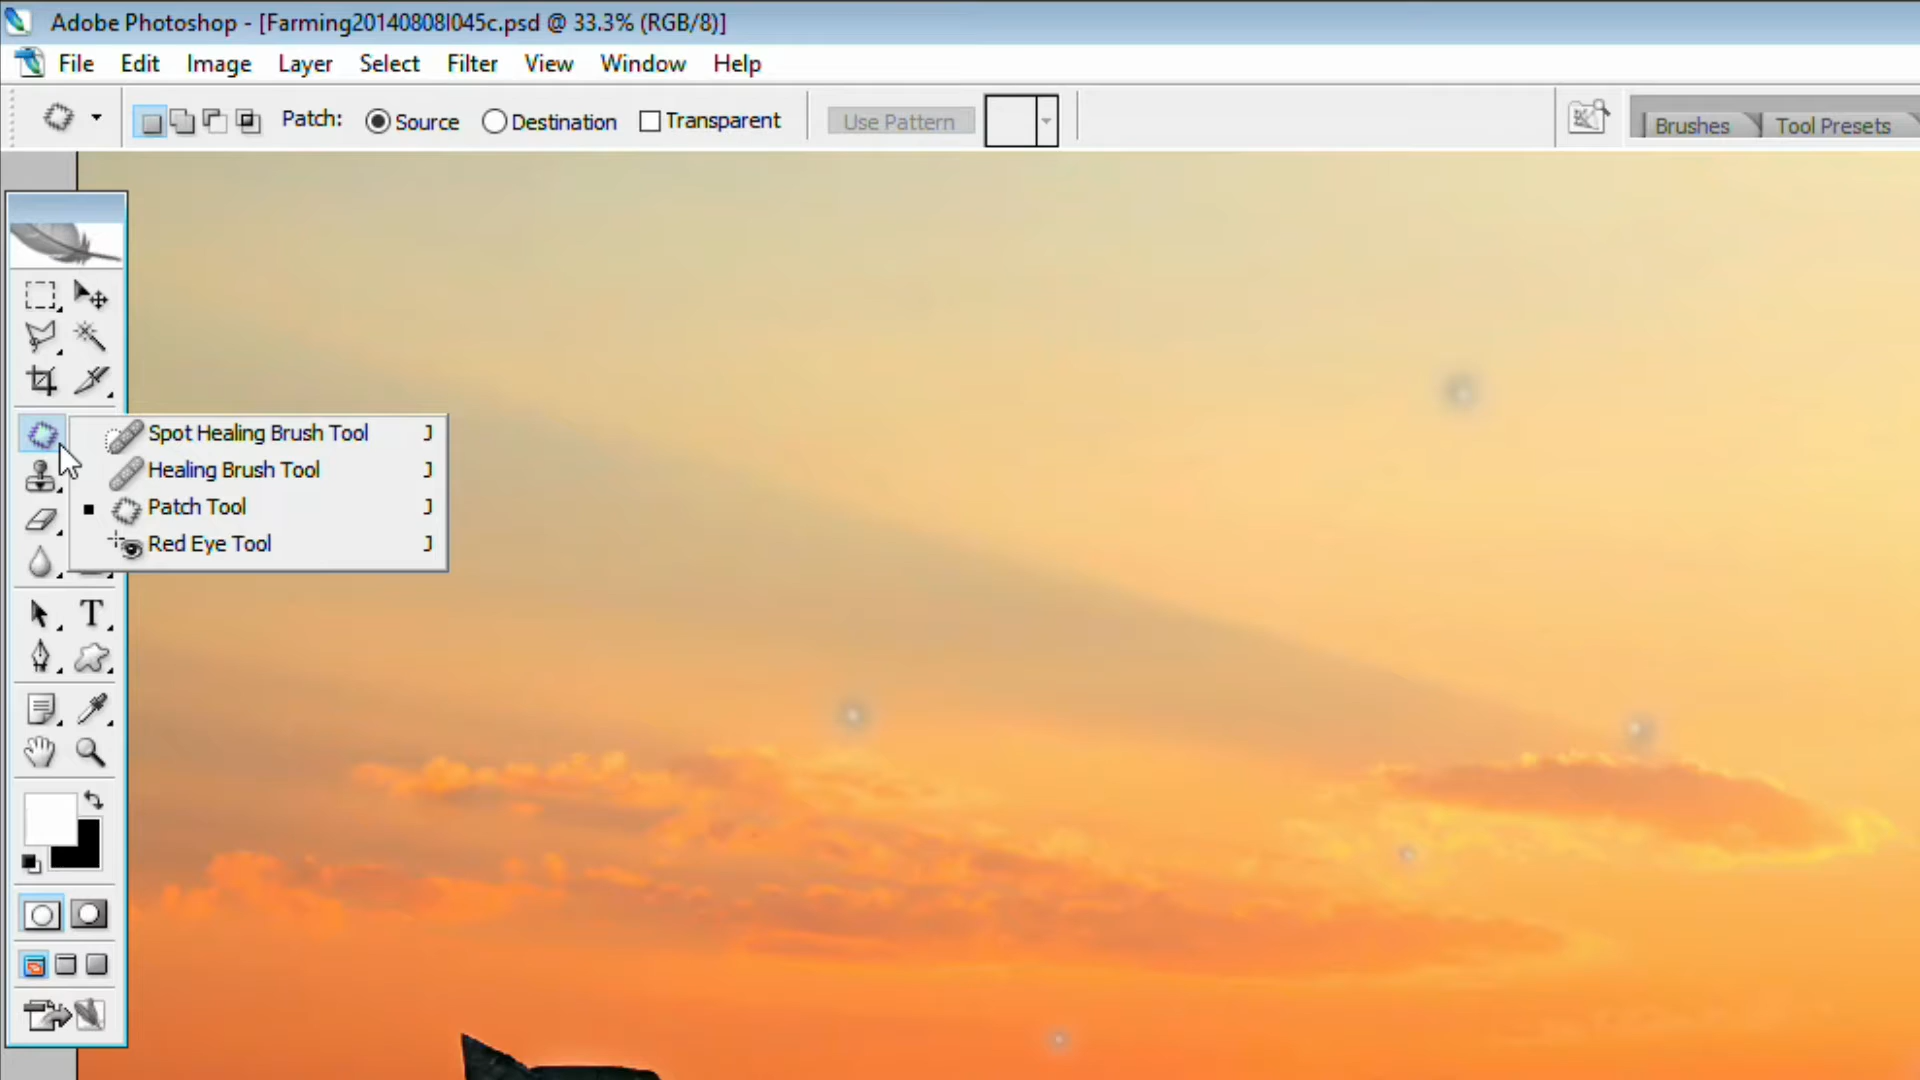 Adobe Photoshop - [Farming20140808I045c.psd @ 33.3% (RGB/8)]
File Edit Image Layer Select Filter View Window Help
Patch: Source Destination Transparent Use Pattern Brushes Tool Presets
Spot Healing Brush Tool J
Healing Brush Tool J
Patch Tool J
Red Eye Tool J
T